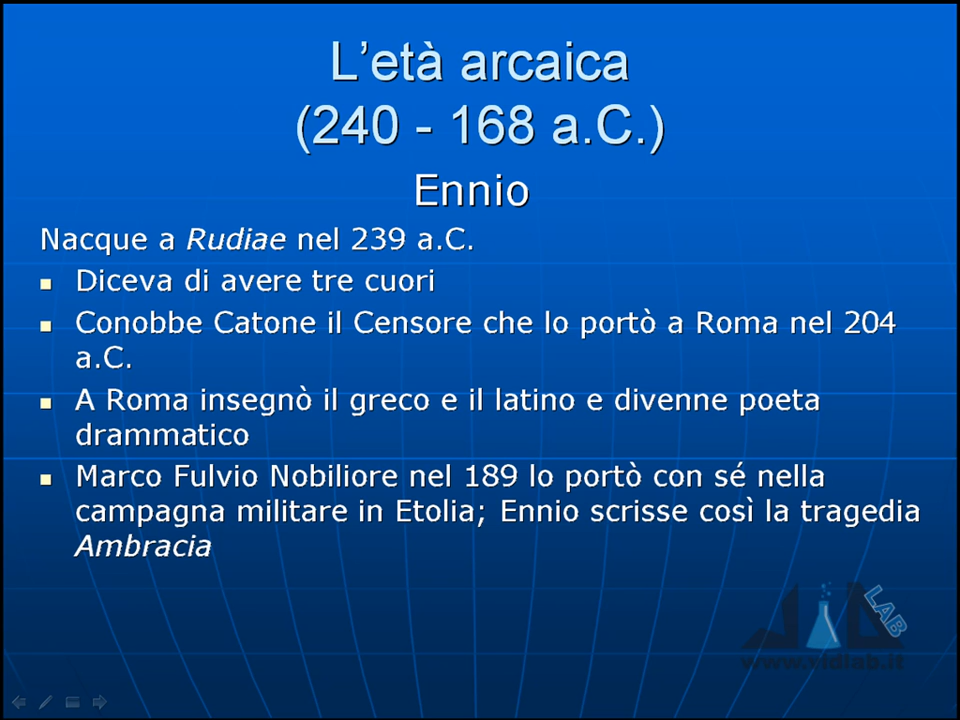 L’età arcaica
(240 - 168 a.C.)
Ennio
Nacque a Rudiae nel 239 a.C.
Diceva di avere tre cuori
Conobbe Catone il Censore che lo portò a Roma nel 204
a.C.
A Roma insegnò il greco e il latino e divenne poeta
drammatico
Marco Fulvio Nobiliore nel 189 lo portò con sé nella
campagna militare in Etolia; Ennio scrisse così la tragedia
Ambracia
LAB
www.vidlab.it